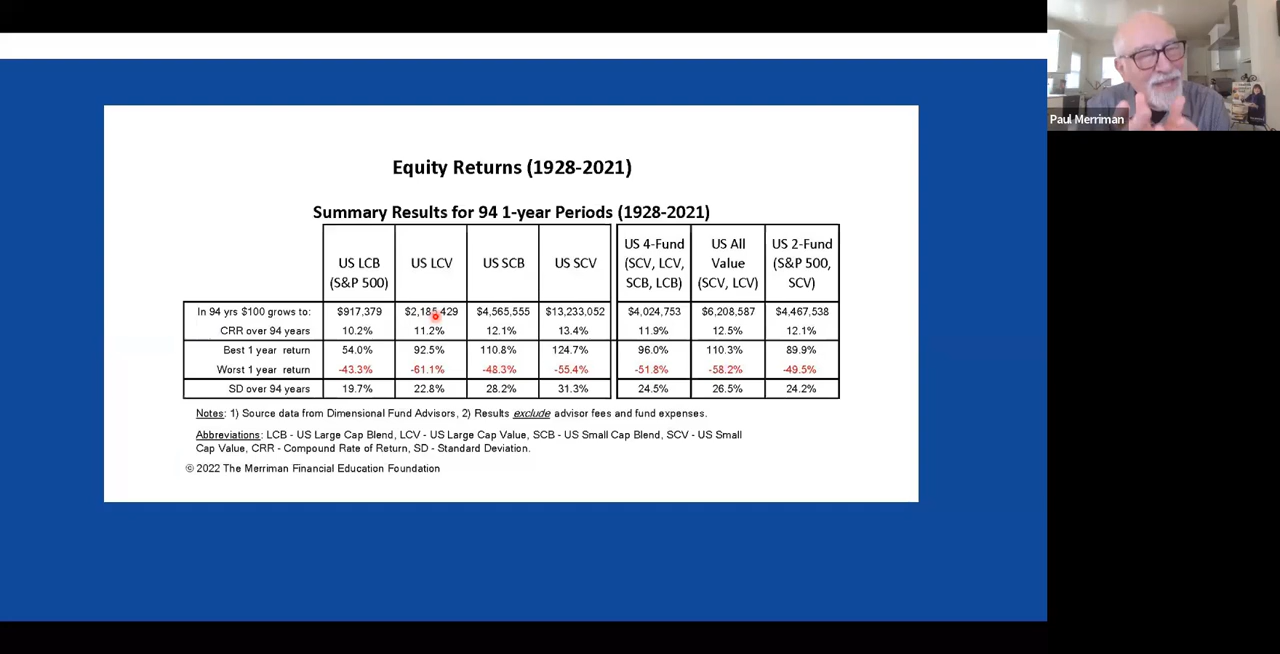 Paul Merriman
Equity Returns (1928-2021)
Summary Results for 94 1-year Periods (1928-2021)
US LCB (S&P 500) US LCV US SCB US SCV US 4-Fund (SCV, LCV, SCB, LCB) US All Value (SCV, LCV) US 2-Fund (S&P 500, SCV)
In 94 yrs $100 grows to: $917,379 $2,185,429 $4,565,555 $13,233,052 $4,024,753 $6,208,587 $4,467,538
CRR over 94 years 10.2% 11.2% 12.1% 13.4% 11.9% 12.5% 12.1%
Best 1 year return 54.0% 92.5% 110.8% 124.7% 96.0% 110.3% 89.9%
Worst 1 year return -43.3% -61.1% -48.3% -55.4% -51.8% -58.2% -49.5%
SD over 94 years 19.7% 22.8% 28.2% 31.3% 24.5% 26.5% 24.2%
Notes: 1) Source data from Dimensional Fund Advisors, 2) Results exclude advisor fees and fund expenses.
Abbreviations: LCB - US Large Cap Blend, LCV - US Large Cap Value, SCB - US Small Cap Blend, SCV - US Small
Cap Value, CRR - Compound Rate of Return, SD - Standard Deviation.
© 2022 The Merriman Financial Education Foundation